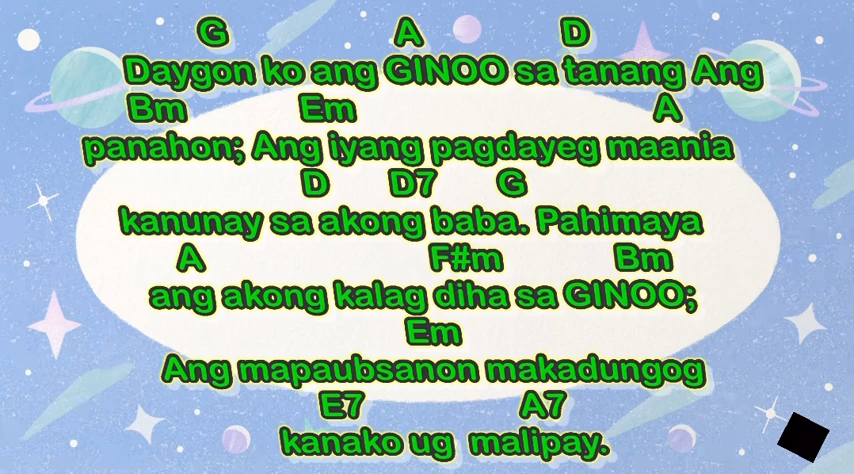 G A D
Daygon ko ang GINOO sa tanang Ang
Bm Em A
panahon; Ang iyang pagdayeg maania
D D7 G
kanunay sa akong baba. Pahimaya
A F#m Bm
ang akong kalag diha sa GINOO;
Em
Ang mapaubsanon makadungog
E7 A7
kanako ug malipay.